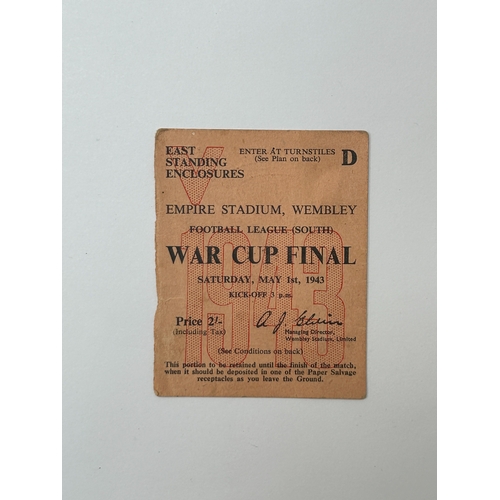 EAST
STANDING
ENCLOSURES
ENTER AT TURNSTILES
(See Plan on back)
D
EMPIRE STADIUM, WEMBLEY
FOOTBALL LEAGUE (SOUTH)
WAR CUP FINAL
SATURDAY, MAY 1st, 1943
KICK-OFF 3 p.m.
1943
Price 2/-
(Including Tax)
Managing Director,
Wembley Stadium, Limited
(See Conditions on back)
This portion to be retained until the finish of the match,
when it should be deposited in one of the Paper Salvage
receptacles as you leave the Ground.